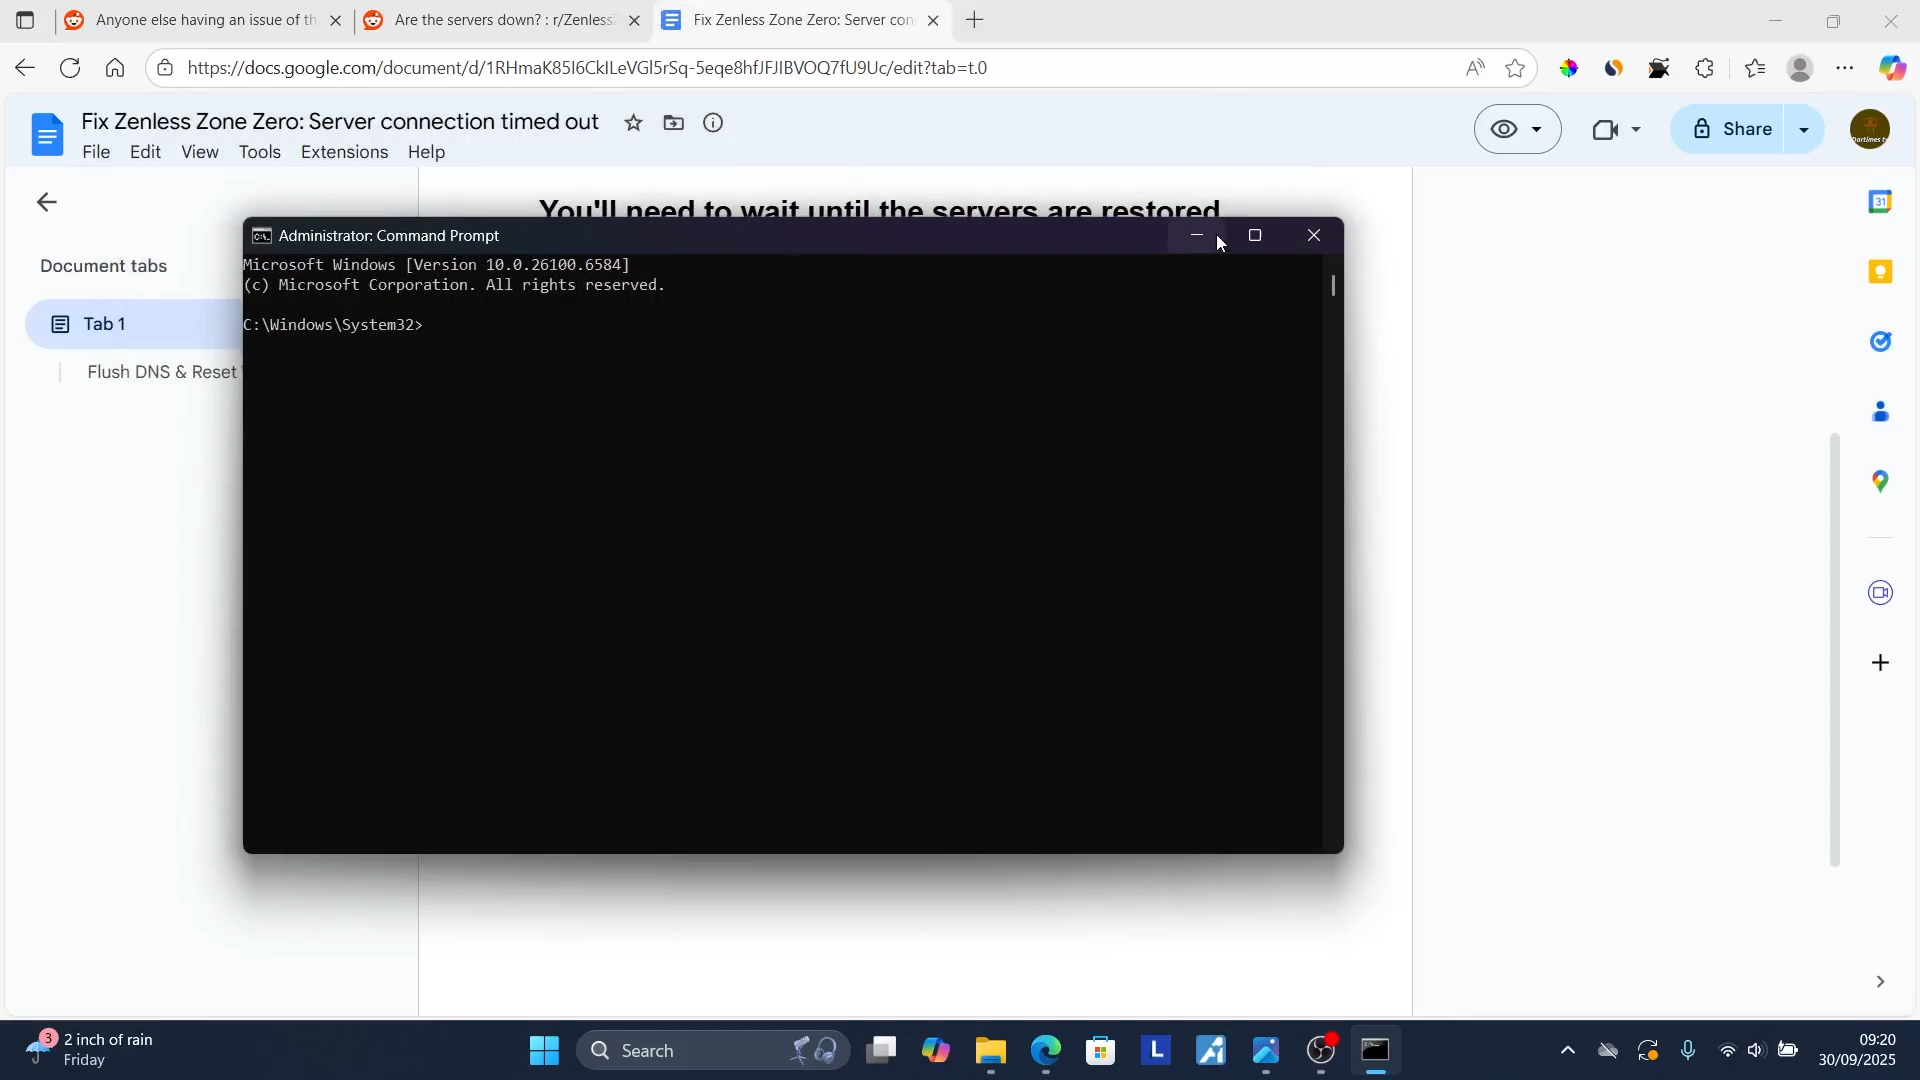 Anyone else having an issue of th
Are the servers down? : r/Zenless
Fix Zenless Zone Zero: Server con
https://docs.google.com/document/d/1RHmaK85I6CkILeVGl5rSq-5eqe8hfJFJIBVOQ7fU9Uc/edit?tab=t.0
Fix Zenless Zone Zero: Server connection timed out
File Edit View Tools Extensions Help
Share
Document tabs
Tab 1
Flush DNS & Reset
You'll need to wait until the servers are restored
Administrator: Command Prompt
Microsoft Windows [Version 10.0.26100.6584]
(c) Microsoft Corporation. All rights reserved.
C:\Windows\System32>
31
3
2 inch of rain
Friday
Search
L
09:20
30/09/2025